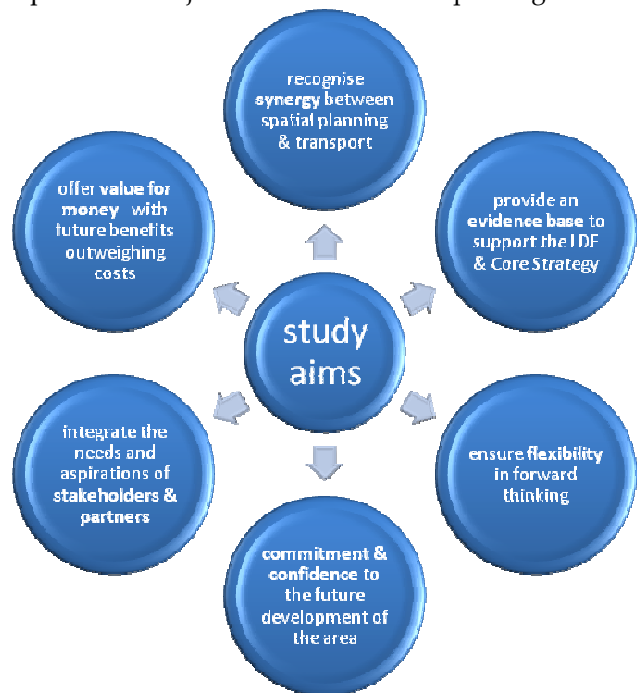 recognise
synergy between
spatial planning
& transport
provide an
evidence base to
support the LDF
& Core Strategy
ensure flexibility
in forward
thinking
commitment &
confidence to
the future
development of
the area
integrate the
needs and
aspirations of
stakeholders &
partners
offer value for
money with
future benefits
outweighing
costs
study
aims